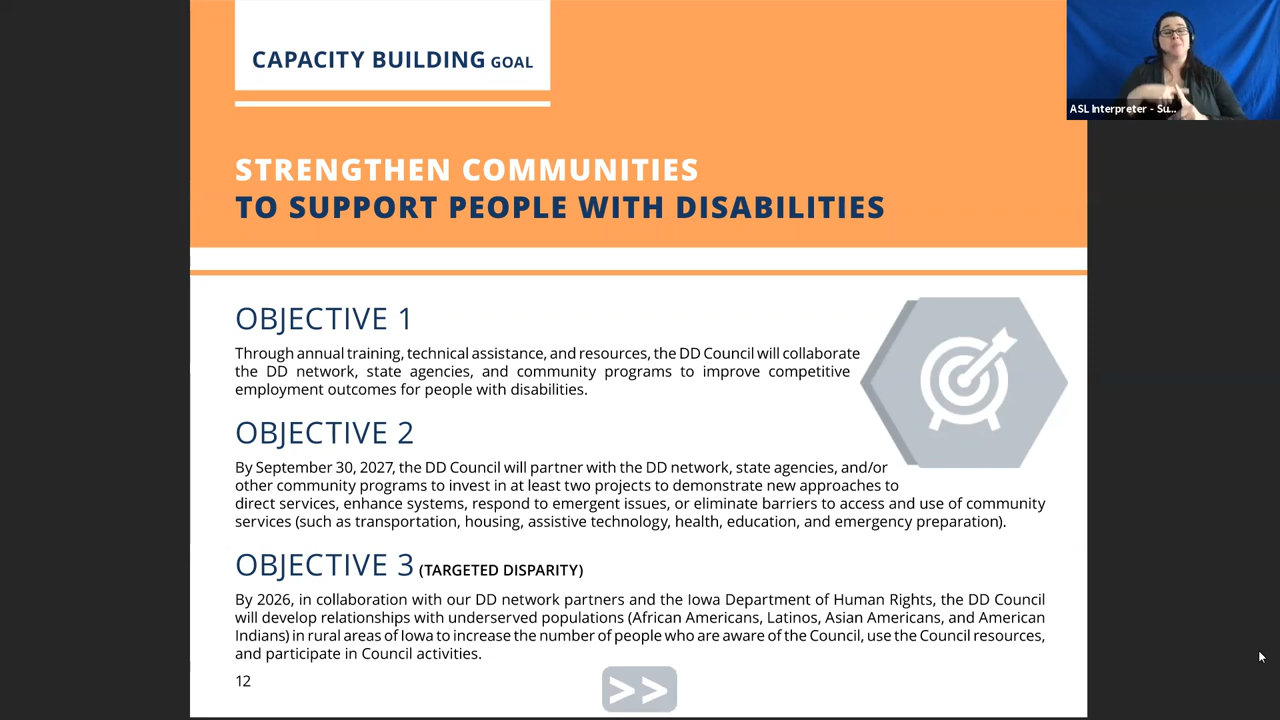 CAPACITY BUILDING GOAL
ASL Interpreter - Su...
STRENGTHEN COMMUNITIES
TO SUPPORT PEOPLE WITH DISABILITIES
OBJECTIVE 1
Through annual training, technical assistance, and resources, the DD Council will collaborate
the DD network, state agencies, and community programs to improve competitive
employment outcomes for people with disabilities.
OBJECTIVE 2
By September 30, 2027, the DD Council will partner with the DD network, state agencies, and/or
other community programs to invest in at least two projects to demonstrate new approaches to
direct services, enhance systems, respond to emergent issues, or eliminate barriers to access and use of community
services (such as transportation, housing, assistive technology, health, education, and emergency preparation).
OBJECTIVE 3 (TARGETED DISPARITY)
By 2026, in collaboration with our DD network partners and the Iowa Department of Human Rights, the DD Council
will develop relationships with underserved populations (African Americans, Latinos, Asian Americans, and American
Indians) in rural areas of Iowa to increase the number of people who are aware of the Council, use the Council resources,
and participate in Council activities.
12
>>